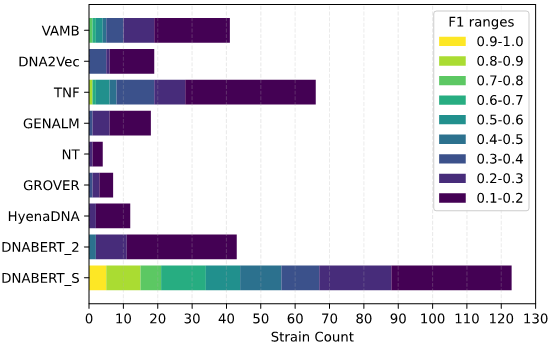 VAMB
DNA2Vec
TNF
GENALM
NT
GROVER
HyenaDNA
DNABERT_2
DNABERT_S
F1 ranges
0.9-1.0
0.8-0.9
0.7-0.8
0.6-0.7
0.5-0.6
0.4-0.5
0.3-0.4
0.2-0.3
0.1-0.2
0 10 20 30 40 50 60 70 80 90 100 110 120 130
Strain Count